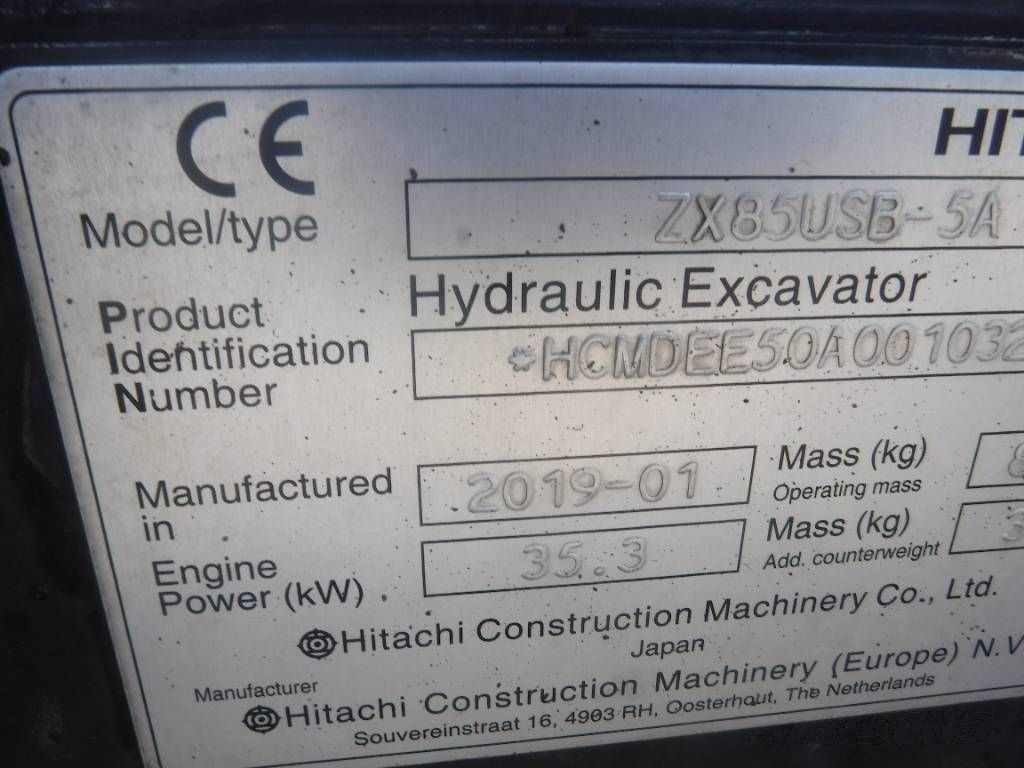 CE HIT
Model/type ZX85USB-5A
Hydraulic Excavator
Product
Identification *HCMDEE50A001032
Number
Manufactured 2019-01 Mass (kg) 8
in Operating mass
Engine 35.3 Mass (kg) 3
Power (kW) Add. counterweight
Hitachi Construction Machinery Co., Ltd.
Japan
Manufacturer
Hitachi Construction Machinery (Europe) N.V
Souvereinstraat 16, 4903 RH, Oosterhout, The Netherlands